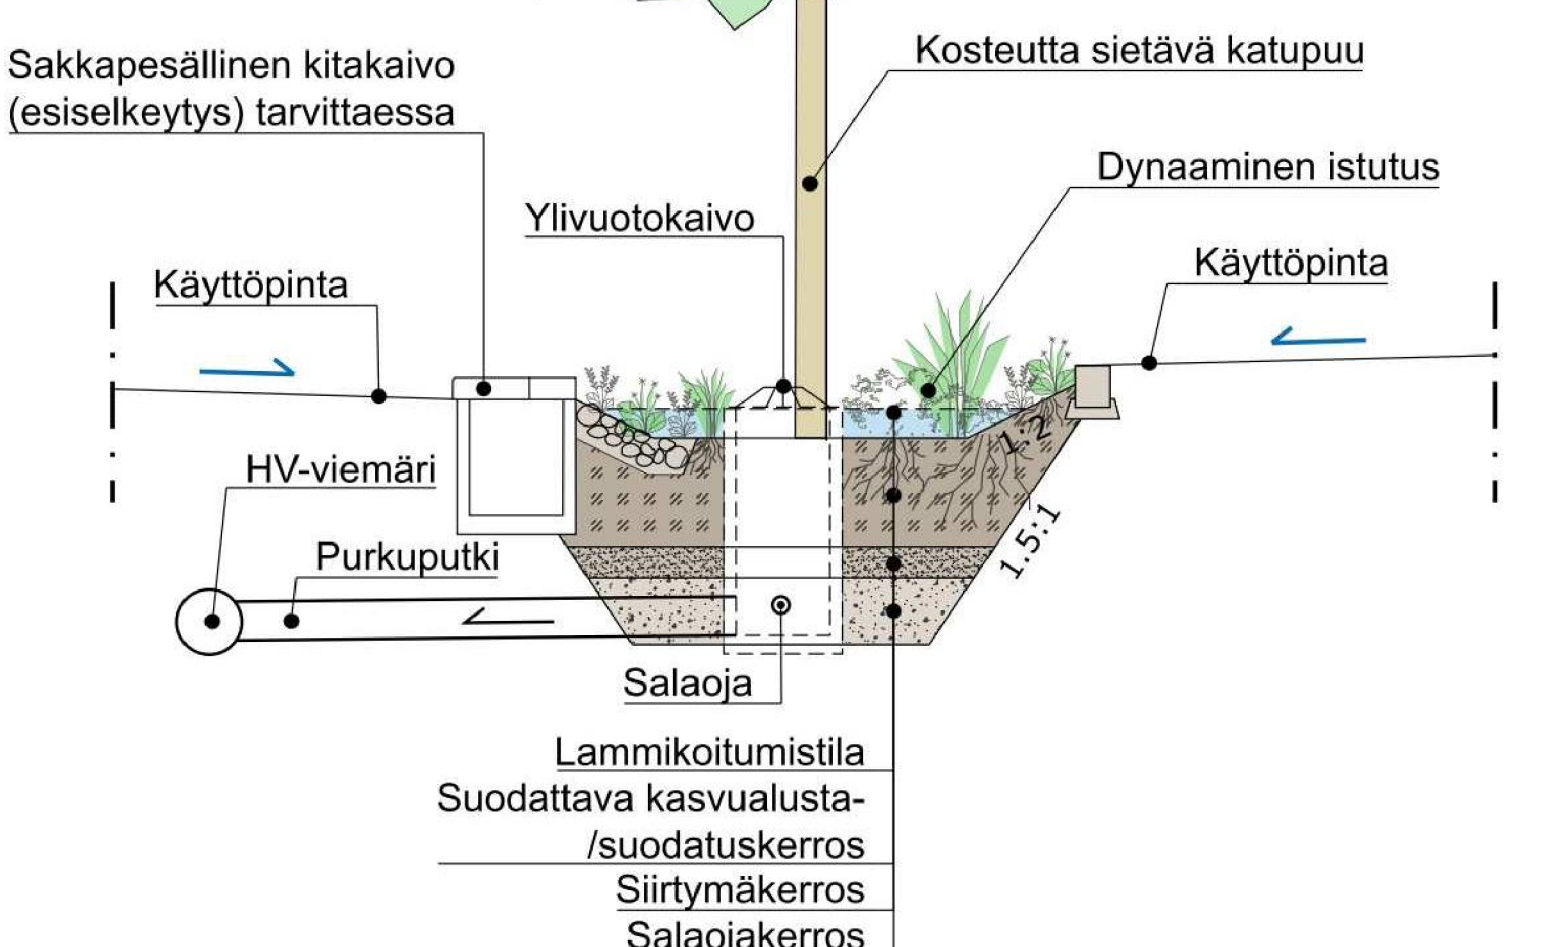 Sakkapesällinen kitakaivo
(esiselkeytys) tarvittaessa
Kosteutta sietävä katupuu
Dynaaminen istutus
Ylivuotokaivo
Käyttöpinta
Käyttöpinta
HV-viemäri
Purkuputki
1:2
1.5:1
Salaoja
Lammikoitumistila
Suodattava kasvualusta-
/suodatuskerros
Siirtymäkerros
Salaojakerros